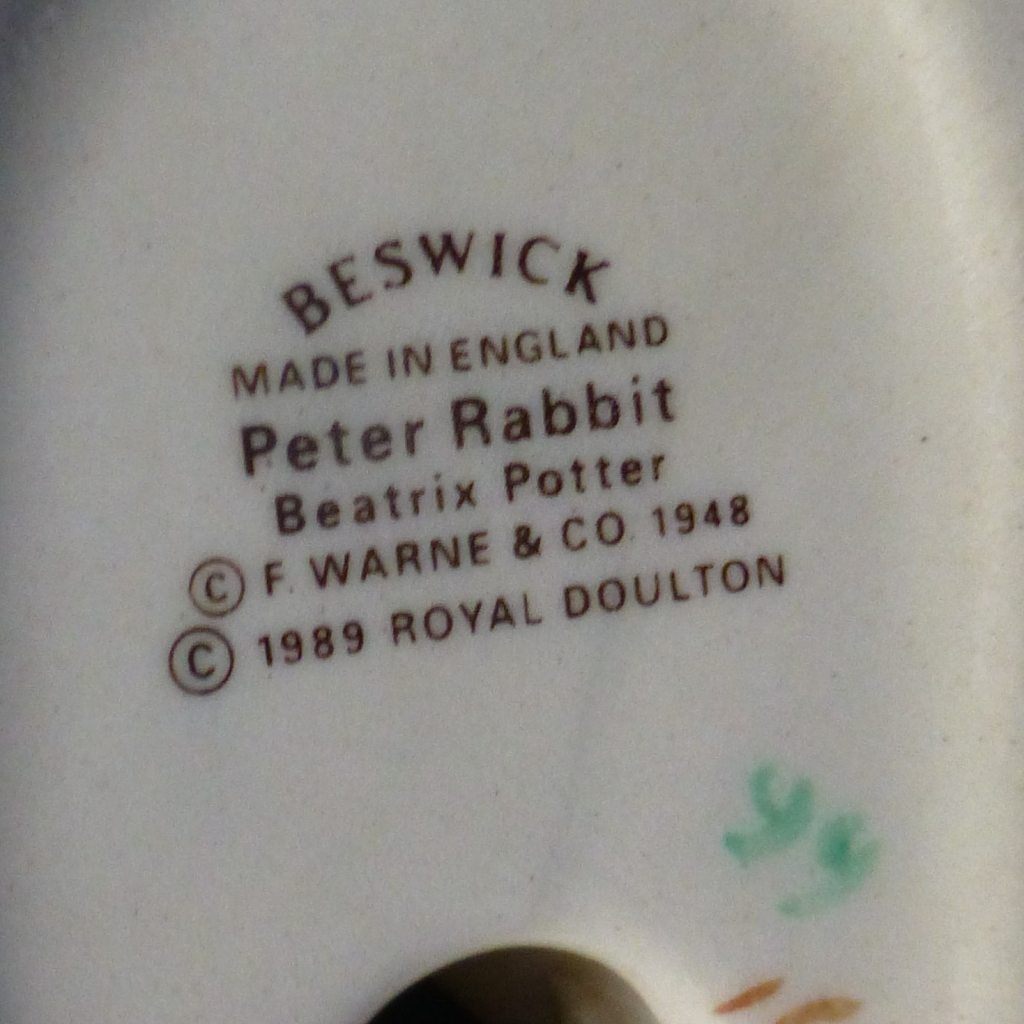 BESWICK
MADE IN ENGLAND
Peter Rabbit
Beatrix Potter
© F. WARNE & CO. 1948
© 1989 ROYAL DOULTON